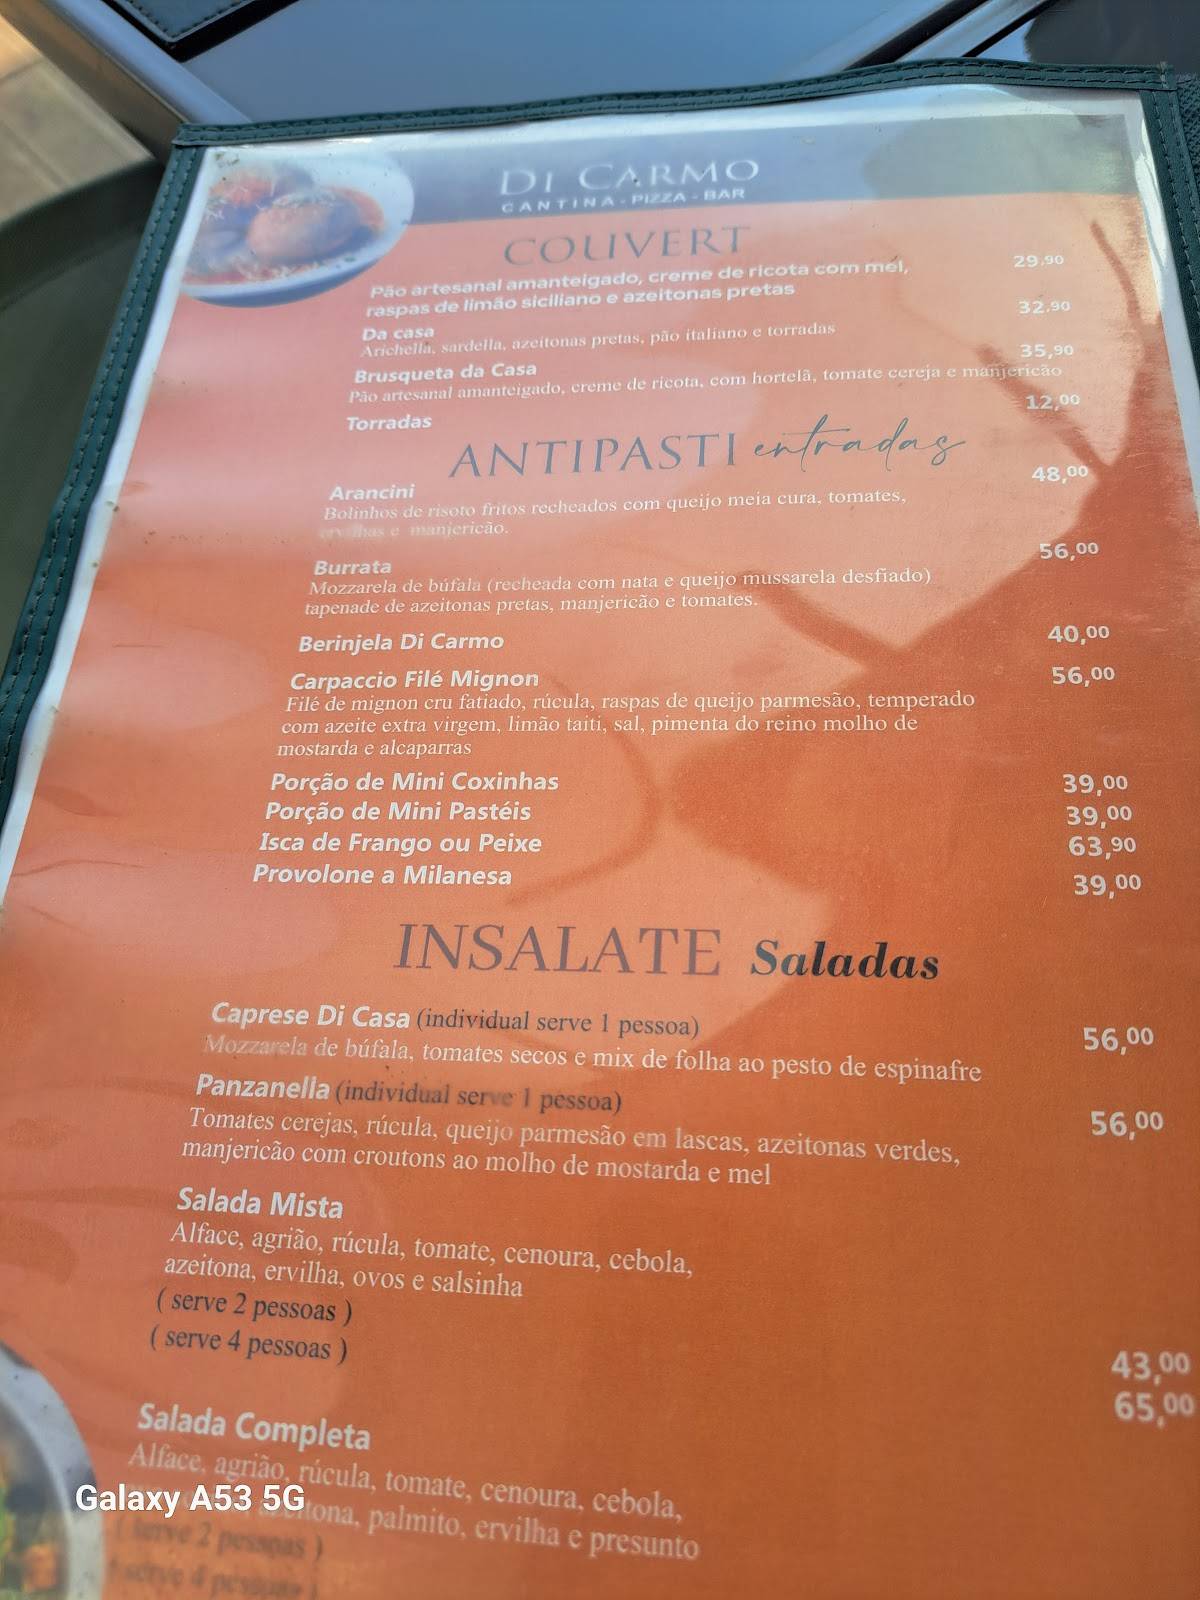 DI CARMO
CANTINA - PIZZA - BAR
COUVERT
Pão artesanal amanteigado, creme de ricota com mel, 29.90
raspas de limão siciliano e azeitonas pretas
Da casa 32.90
Arichella, sardella, azeitonas pretas, pão italiano e torradas
Brusqueta da Casa 35,90
Pão artesanal amanteigado, creme de ricota, com hortelã, tomate cereja e manjericão
Torradas 12,00
ANTIPASTI entradas
Arancini 48,00
Bolinhos de risoto fritos recheados com queijo meia cura, tomates,
ervilhas e manjericão.
Burrata 56,00
Mozzarela de búfala (recheada com nata e queijo mussarela desfiado)
tapenade de azeitonas pretas, manjericão e tomates.
Berinjela Di Carmo 40,00
Carpaccio Filé Mignon 56,00
Filé de mignon cru fatiado, rúcula, raspas de queijo parmesão, temperado
com azeite extra virgem, limão taiti, sal, pimenta do reino molho de
mostarda e alcaparras
Porção de Mini Coxinhas 39,00
Porção de Mini Pastéis 39,00
Isca de Frango ou Peixe 63,90
Provolone a Milanesa 39,00
INSALATE Saladas
Caprese Di Casa (individual serve 1 pessoa) 56,00
Mozzarela de búfala, tomates secos e mix de folha ao pesto de espinafre
Panzanella (individual serve 1 pessoa) 56,00
Tomates cerejas, rúcula, queijo parmesão em lascas, azeitonas verdes,
manjericão com croutons ao molho de mostarda e mel
Salada Mista
Alface, agrião, rúcula, tomate, cenoura, cebola,
azeitona, ervilha, ovos e salsinha
( serve 2 pessoas ) 43,00
( serve 4 pessoas ) 65,00
Salada Completa
Alface, agrião, rúcula, tomate, cenoura, cebola,
palmito, ervilha e presunto
( serve 2 pessoas )
( serve 4 pessoas )
Galaxy A53 5G